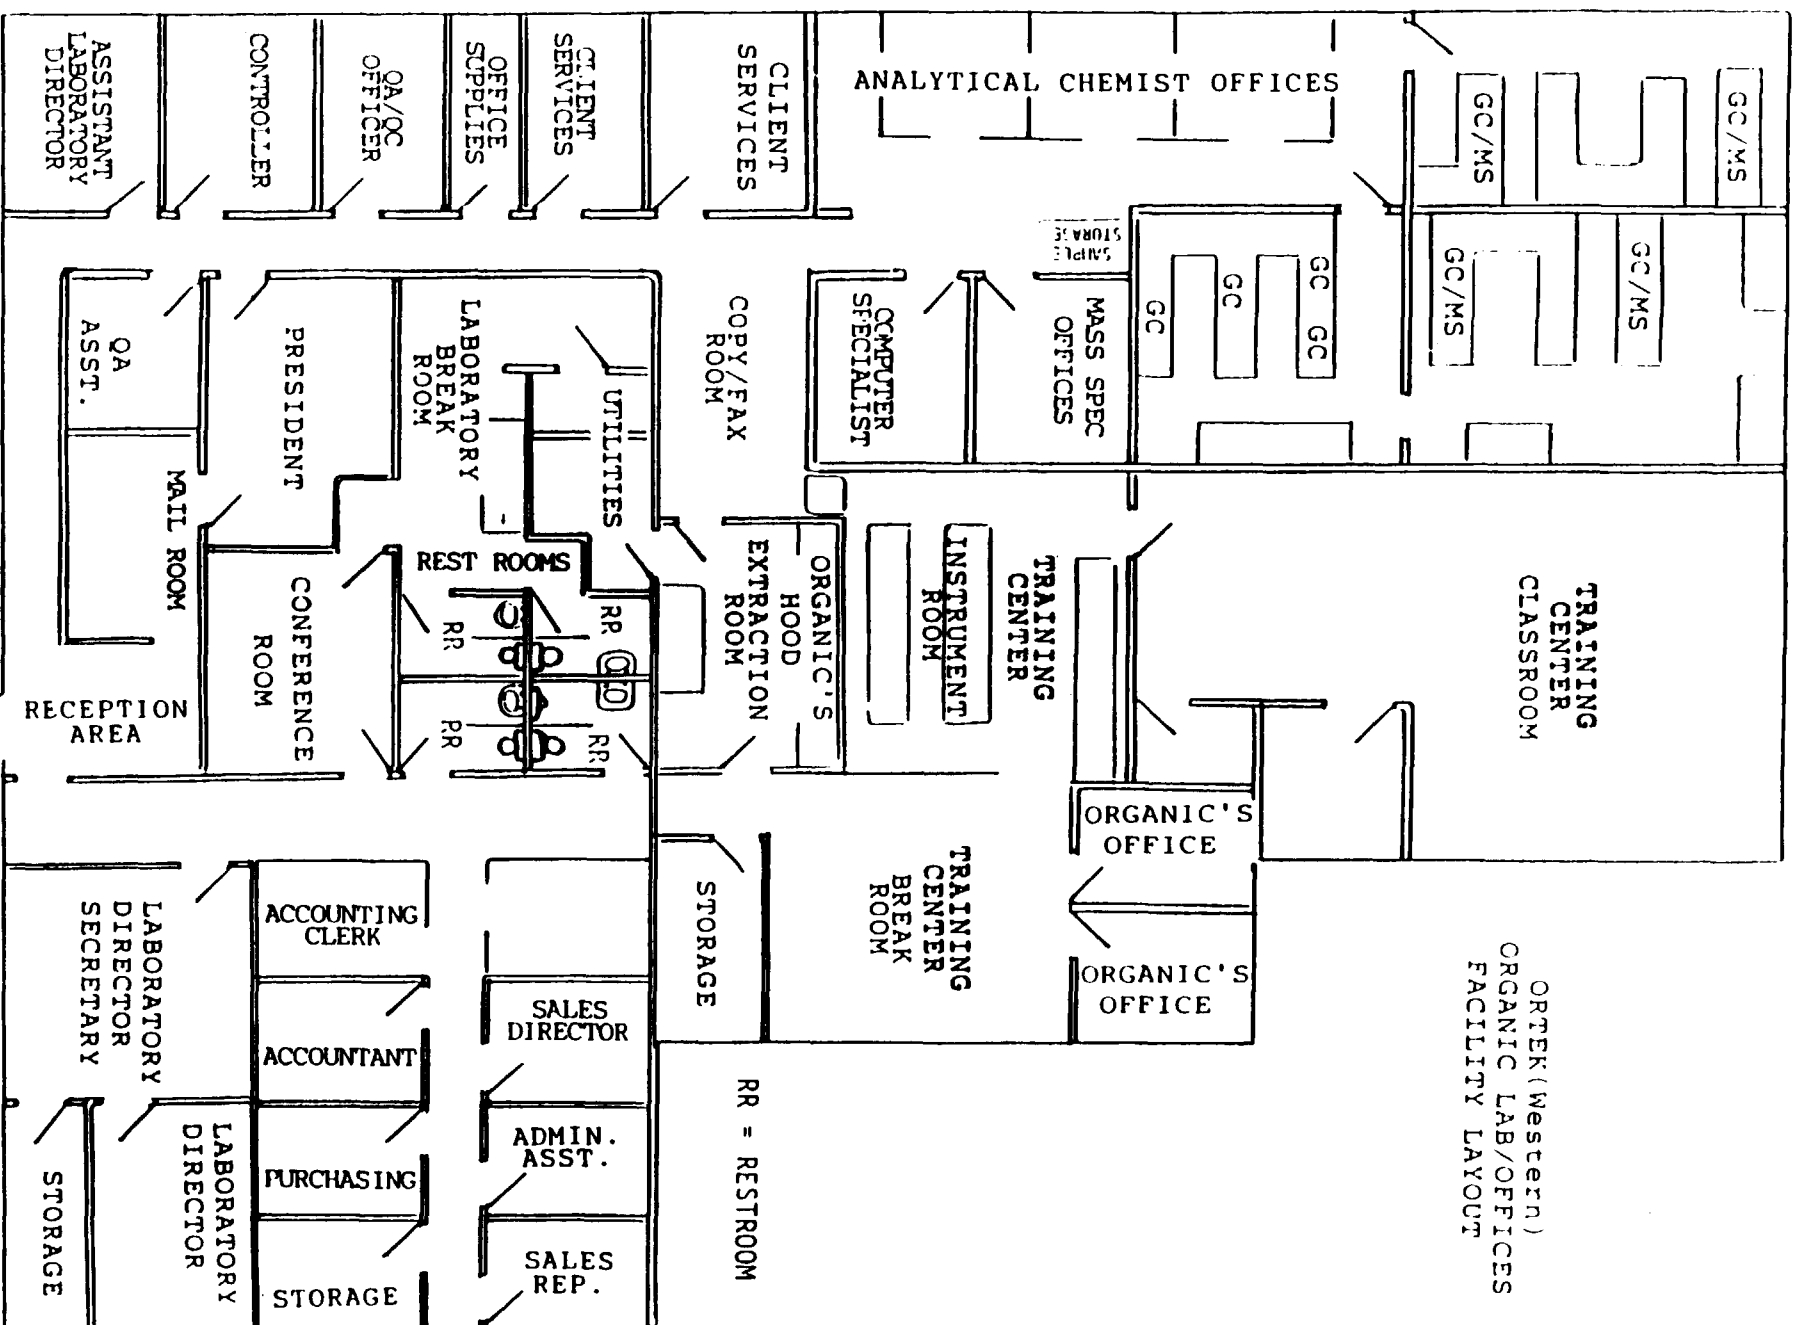 ASSISTANT
LABORATORY
DIRECTOR
CONTROLLER
QA/QC
OFFICER
OFFICE
SUPPLIES
CLIENT
SERVICES
CLIENT
SERVICES
ANALYTICAL CHEMIST OFFICES
GC/MS
GC/MS
SAMPLE
STORAGE
GC
GC
GC
GC
GC/MS
GC/MS
QA
ASST.
PRESIDENT
LABORATORY
BREAK
ROOM
UTILITIES
COPY/FAX
ROOM
COMPUTER
SPECIALIST
MASS SPEC
OFFICES
MAIL ROOM
CONFERENCE
ROOM
REST ROOMS
RR
RR
RR
RR
EXTRACTION
ROOM
ORGANIC'S
HOOD
INSTRUMENT
ROOM
TRAINING
CENTER
TRAINING
CENTER
CLASSROOM
RECEPTION
AREA
ORGANIC'S
OFFICE
ORGANIC'S
OFFICE
TRAINING
CENTER
BREAK
ROOM
STORAGE
LABORATORY
DIRECTOR
SECRETARY
ACCOUNTING
CLERK
ACCOUNTANT
PURCHASING
STORAGE
SALES
DIRECTOR
ADMIN.
ASST.
SALES
REP.
LABORATORY
DIRECTOR
STORAGE
RR = RESTROOM
ORTEK(Western)
ORGANIC LAB/OFFICES
FACILITY LAYOUT